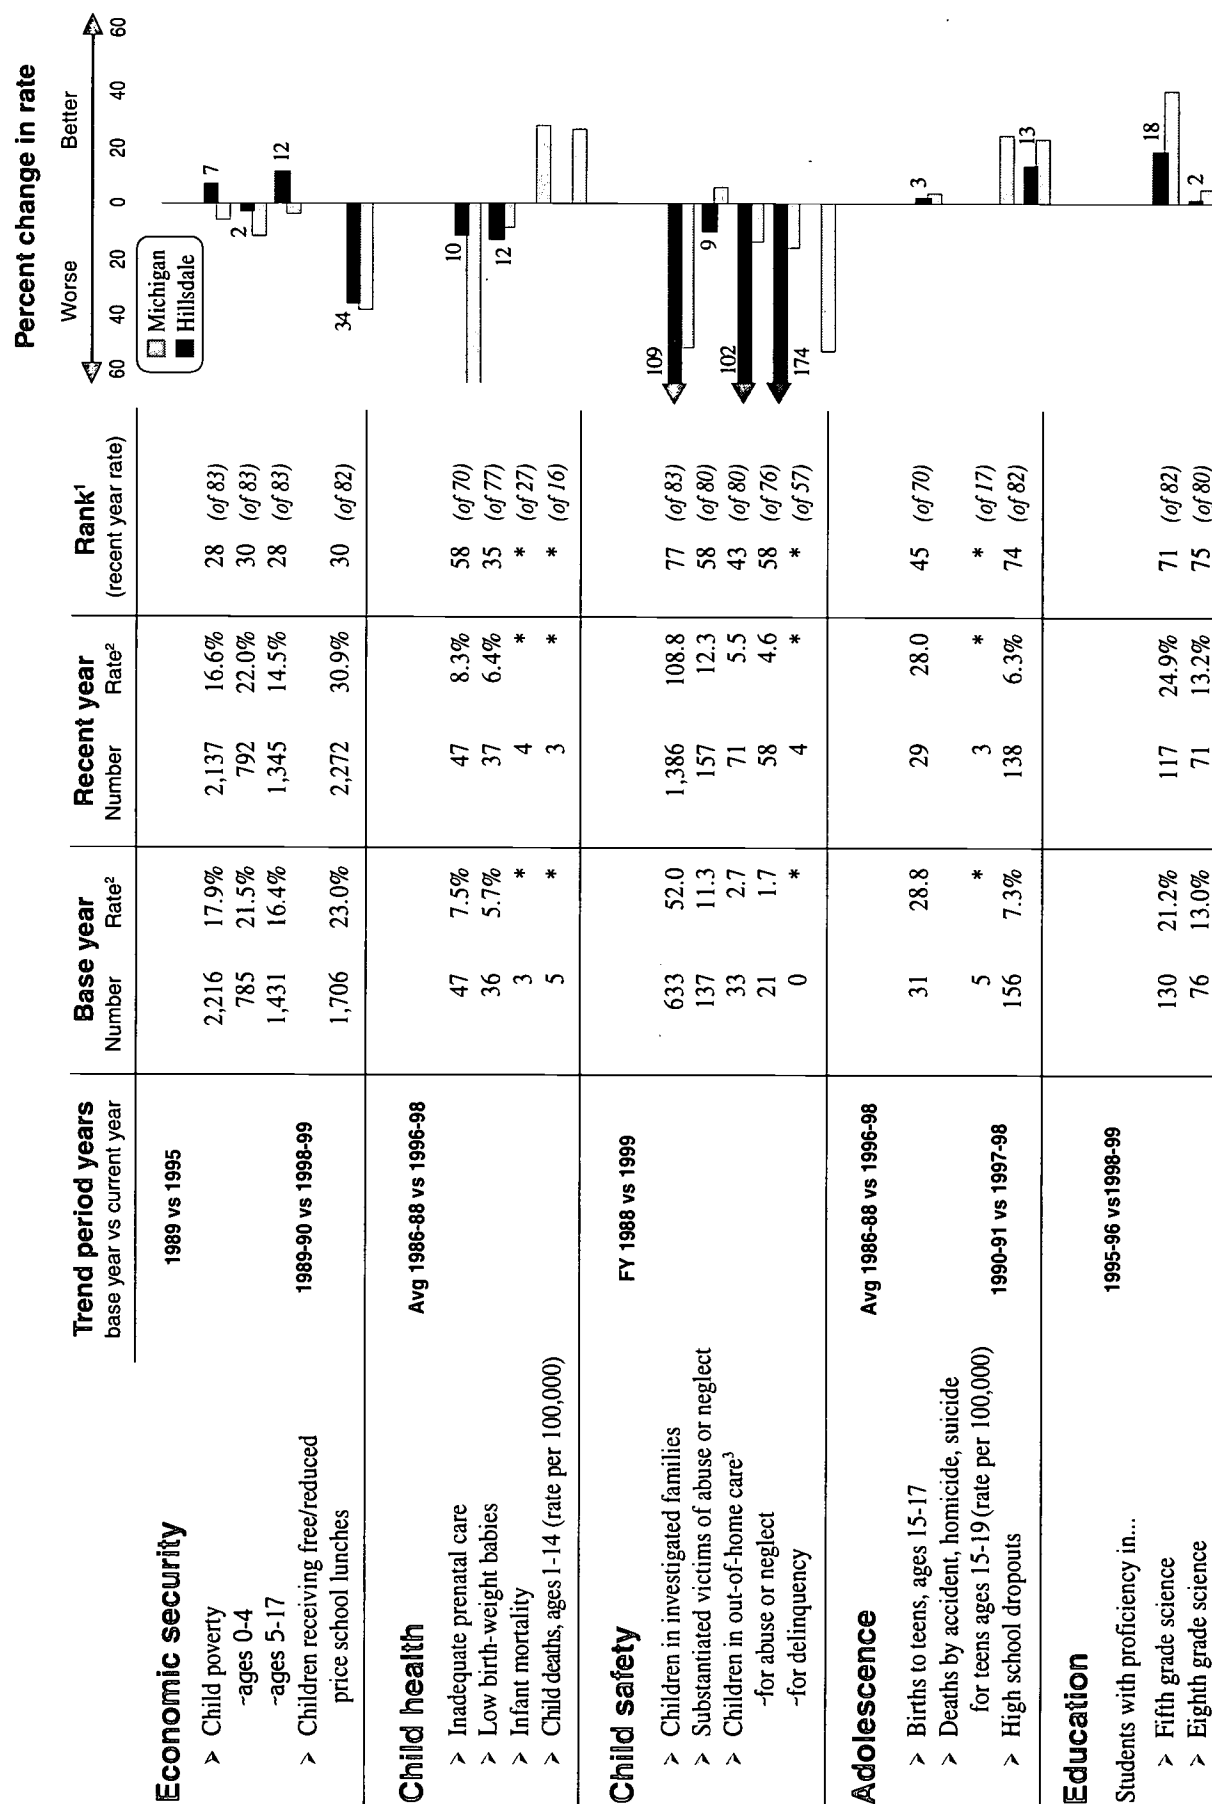 Trend period years Base year Recent year Rank¹ Percent change in rate
base year vs current year Number Rate² Number Rate² (recent year rate) Worse Better
60 40 20 0 20 40 60
Michigan
Hillsdale
Economic security
1989 vs 1995
➢ Child poverty 2,216 17.9% 2,137 16.6% 28 (of 83) 7
-ages 0-4 785 21.5% 792 22.0% 30 (of 83) 2
-ages 5-17 1,431 16.4% 1,345 14.5% 28 (of 83) 12
➢ Children receiving free/reduced 1989-90 vs 1998-99
price school lunches 1,706 23.0% 2,272 30.9% 30 (of 82) 34
Child health
Avg 1986-88 vs 1996-98
➢ Inadequate prenatal care 47 7.5% 47 8.3% 58 (of 70) 10
➢ Low birth-weight babies 36 5.7% 37 6.4% 35 (of 77) 12
➢ Infant mortality 3 * 4 * * (of 27)
➢ Child deaths, ages 1-14 (rate per 100,000) 5 * 3 * * (of 16)
Child safety
FY 1988 vs 1999
➢ Children in investigated families 633 52.0 1,386 108.8 77 (of 83) 109
➢ Substantiated victims of abuse or neglect 137 11.3 157 12.3 58 (of 80) 9
➢ Children in out-of-home care³ 33 2.7 71 5.5 43 (of 80) 102
-for abuse or neglect 21 1.7 58 4.6 58 (of 76) 174
-for delinquency 0 * 4 * * (of 57)
Adolescence
Avg 1986-88 vs 1996-98
➢ Births to teens, ages 15-17 31 28.8 29 28.0 45 (of 70) 3
➢ Deaths by accident, homicide, suicide
for teens ages 15-19 (rate per 100,000) 5 * 3 * * (of 17)
➢ High school dropouts 1990-91 vs 1997-98 156 7.3% 138 6.3% 74 (of 82) 13
Education
Students with proficiency in... 1995-96 vs1998-99
➢ Fifth grade science 130 21.2% 117 24.9% 71 (of 82) 18
➢ Eighth grade science 76 13.0% 71 13.2% 75 (of 80) 2